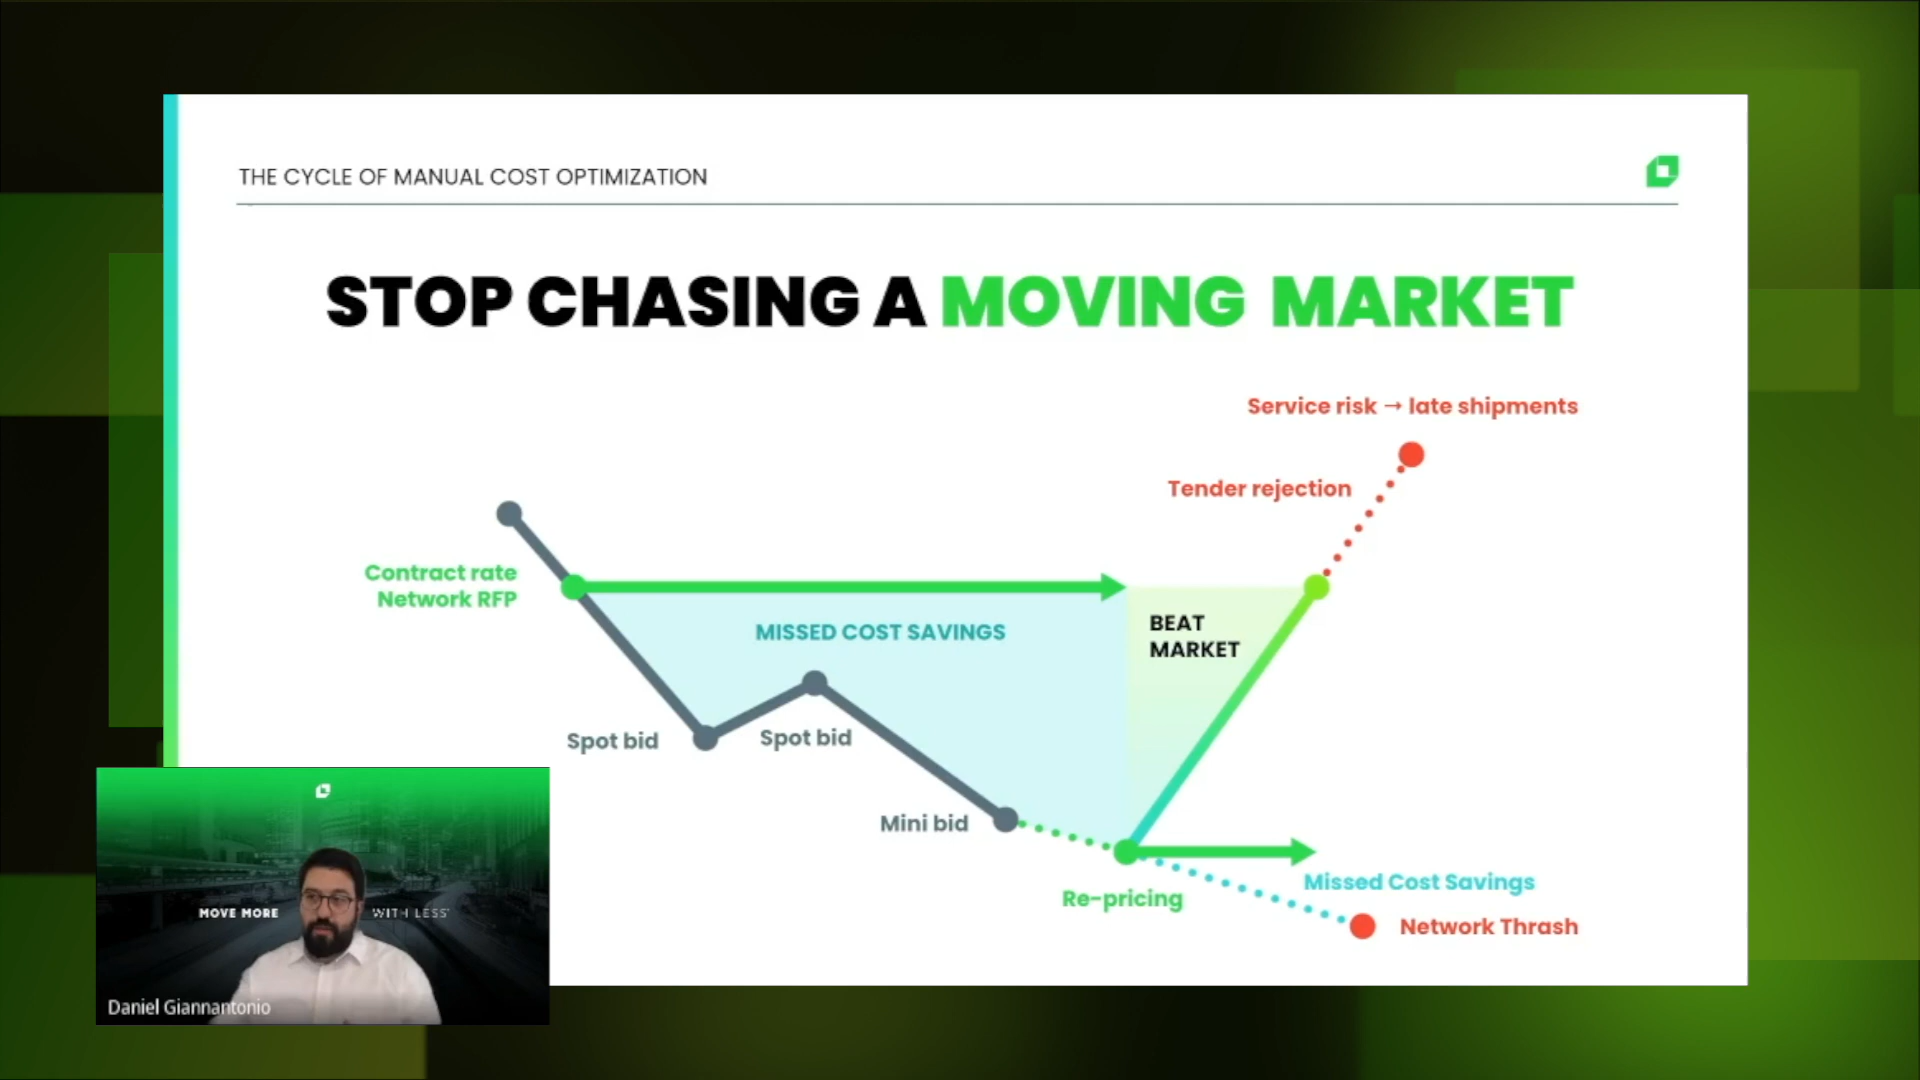 THE CYCLE OF MANUAL COST OPTIMIZATION
STOP CHASING A MOVING MARKET
Service risk → late shipments
Tender rejection
Contract rate
Network RFP
MISSED COST SAVINGS
BEAT
MARKET
Spot bid
Spot bid
Mini bid
Re-pricing
Missed Cost Savings
Network Thrash
MOVE MORE WITH LESS
Daniel Giannantonio